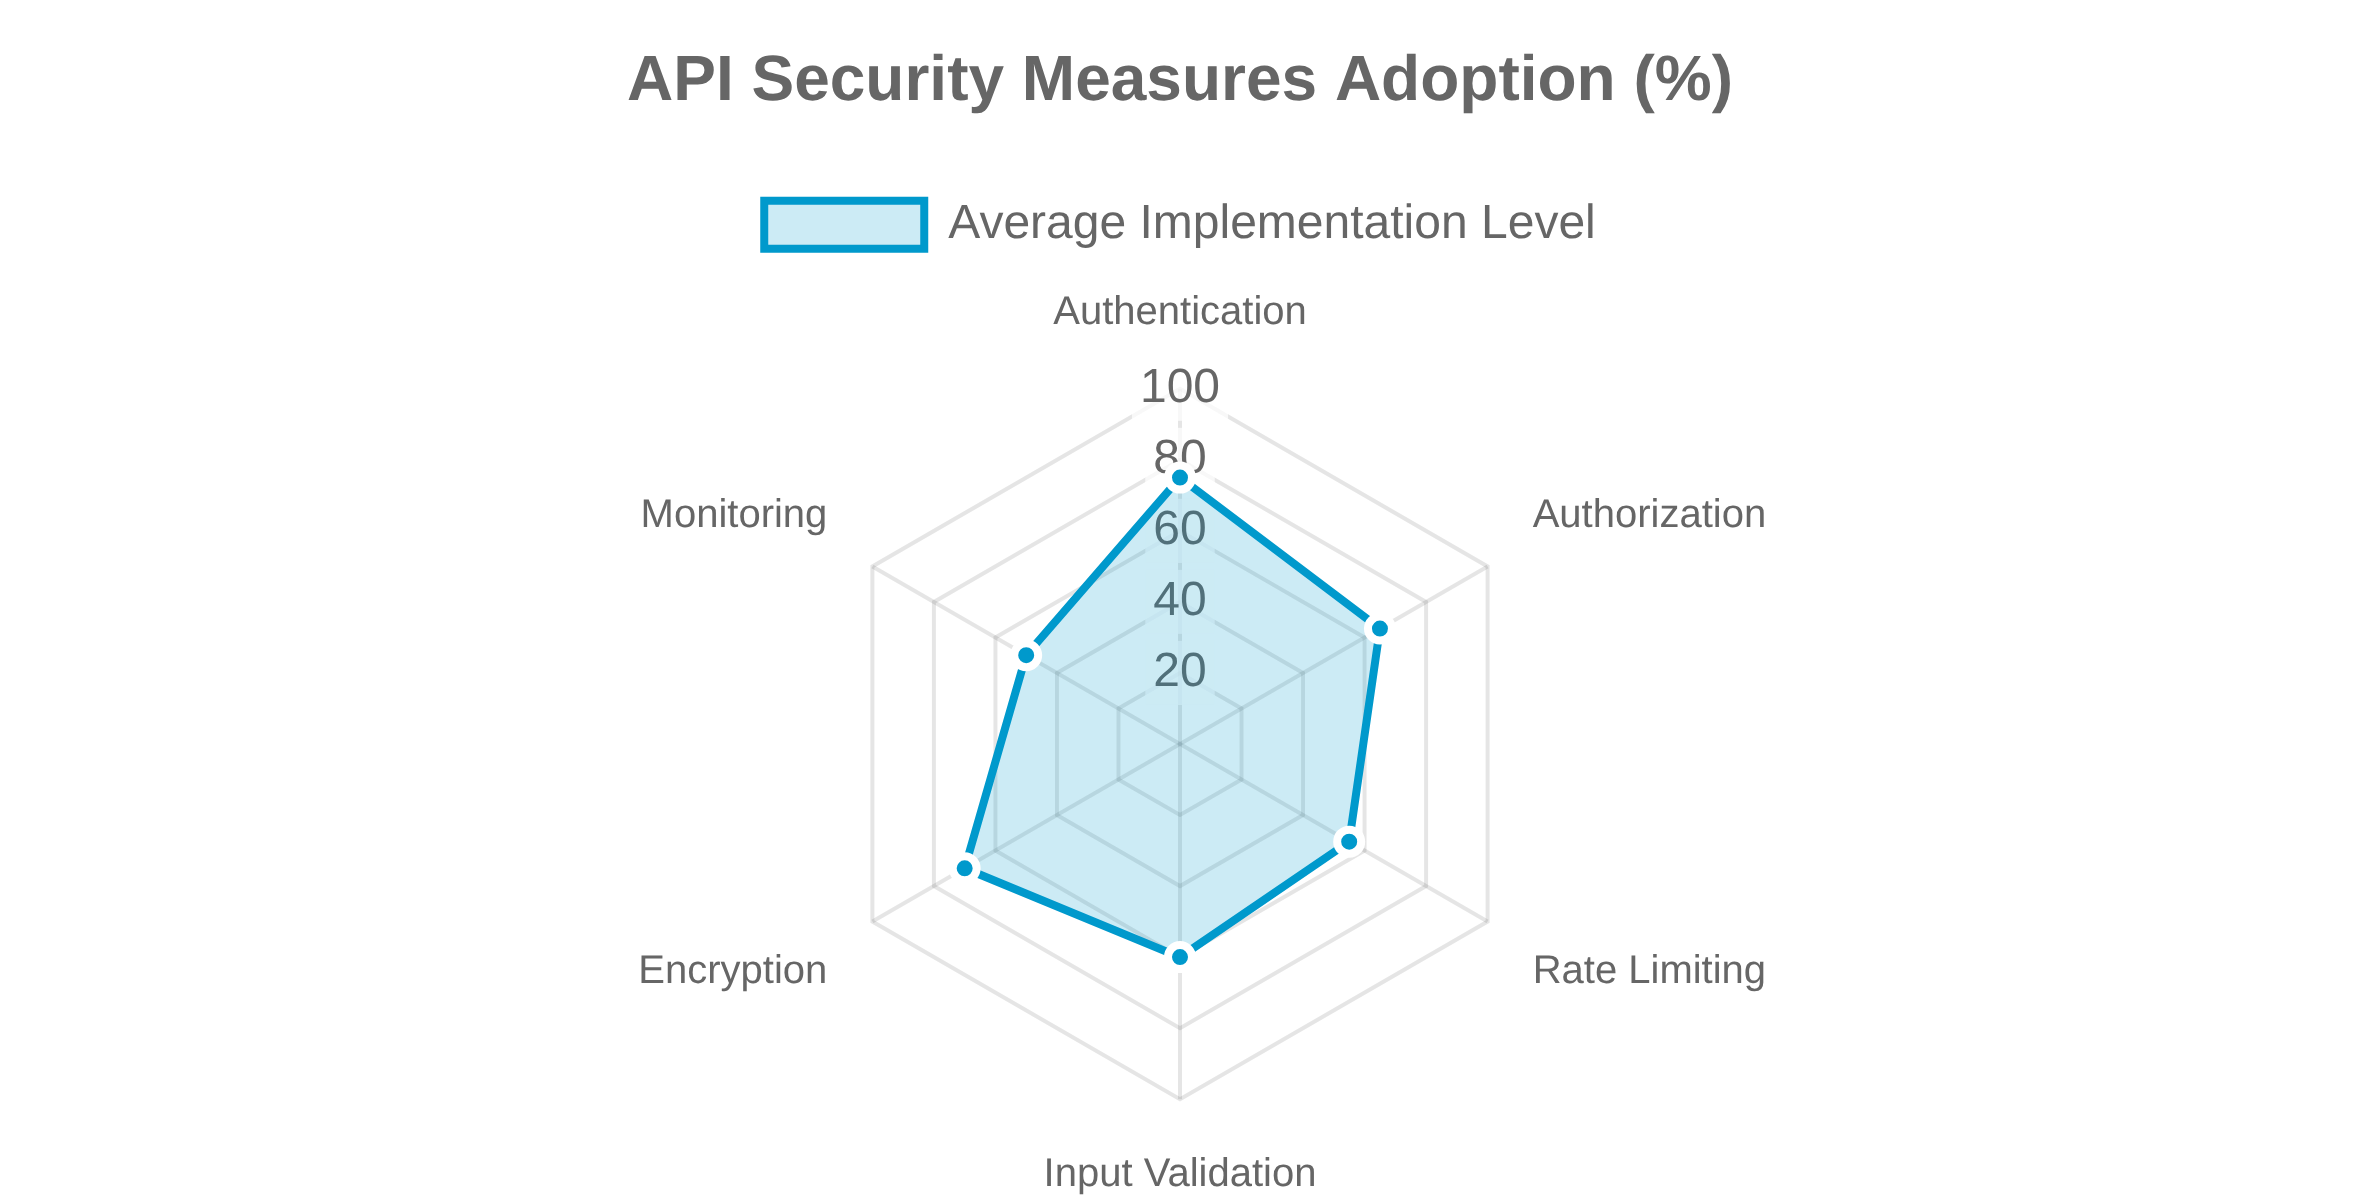 API Security Measures Adoption (%)
Average Implementation Level
Authentication
100
80
60
40
20
Monitoring
Authorization
Encryption
Rate Limiting
Input Validation